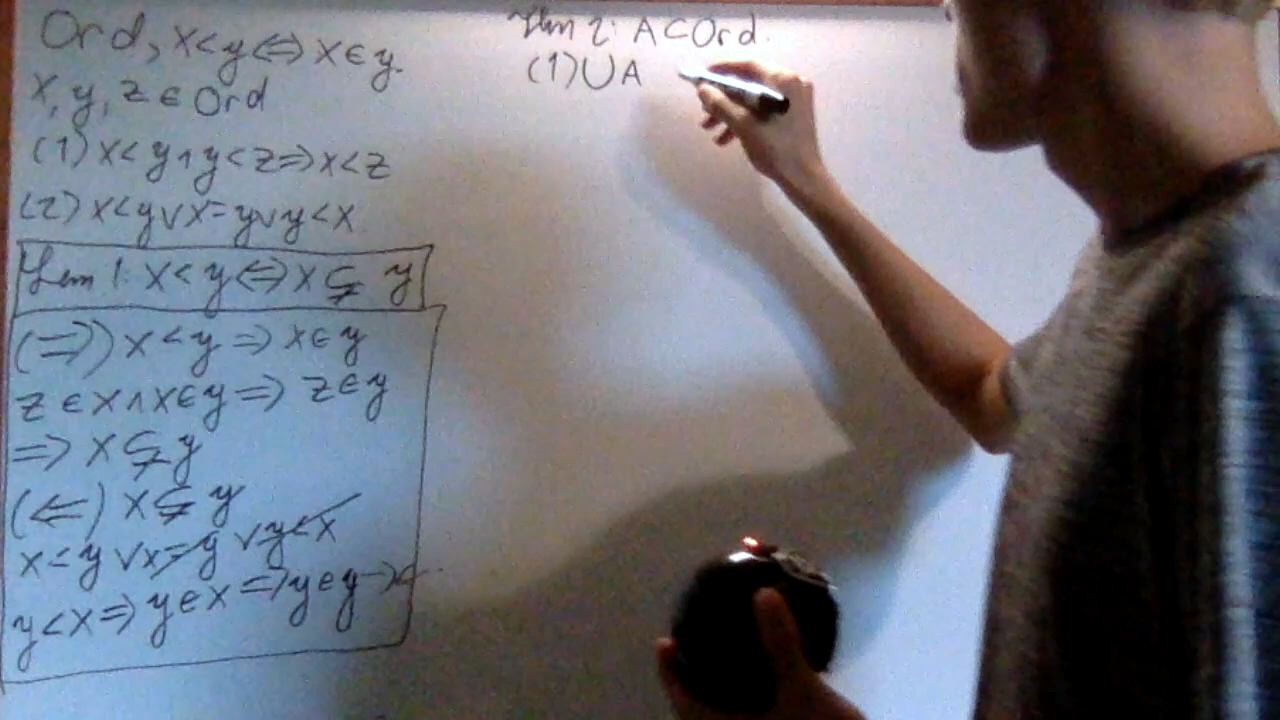 Ord, x<y⇔x∈y.
x, y, z∈Ord
(1) x<y∧y<z⇒x<z
(2) x<y∨x=y∨y<x
Lem 1: x<y⇔x⊊y
(⇒) x<y⇒x∈y
z∈x∧x∈y⇒z∈y
⇒x⊊y
(⇐) x⊊y
x<y∨x=y∨y<x
y<x⇒y∈x⇒y∈y→←
Lem 2: A⊂Ord.
(1)∪A